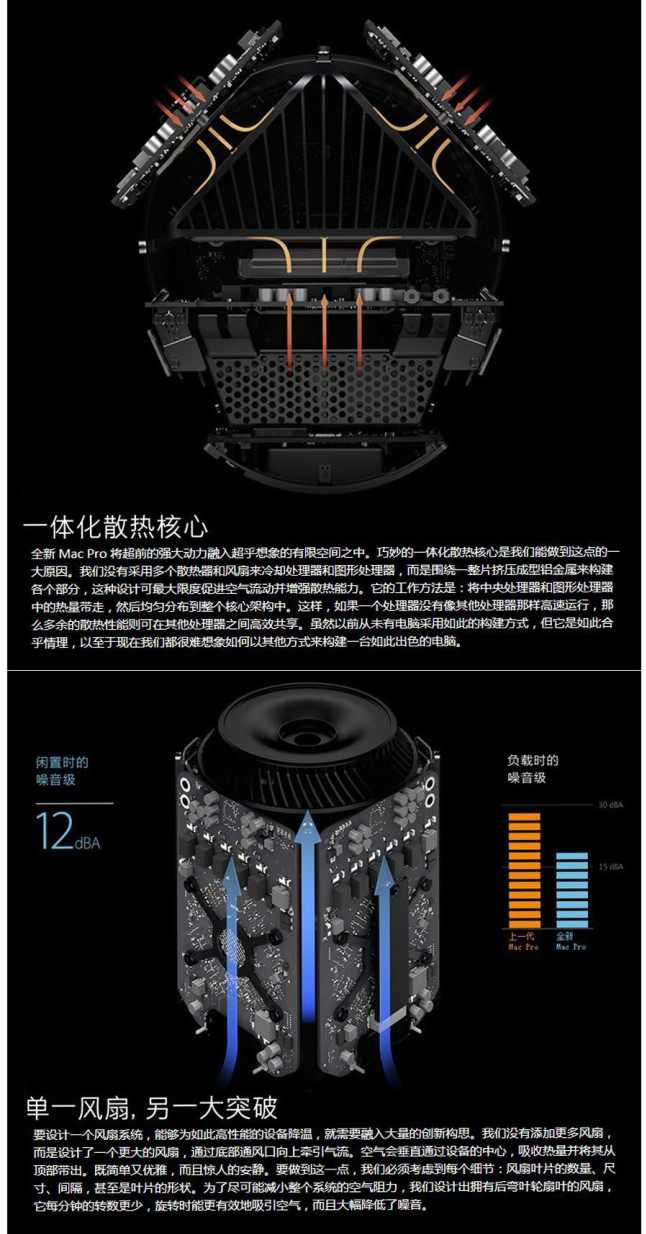 一体化散热核心
全新 Mac Pro 将超前的强大动力融入超乎想象的有限空间之中。巧妙的一体化散热核心是我们能做到这点的一
大原因。我们没有采用多个散热器和风扇来冷却处理器和图形处理器，而是围绕一整片挤压成型铝金属来构建
各个部分，这种设计可最大限度促进空气流动并增强散热能力。它的工作方法是：将中央处理器和图形处理器
中的热量带走，然后均匀分布到整个核心架构中。这样，如果一个处理器没有像其他处理器那样高速运行，那
么多余的散热性能则可在其他处理器之间高效共享。虽然以前从未有电脑采用如此的构建方式，但它是如此合
乎情理，以至于现在我们都很难想象如何以其他方式来构建一台如此出色的电脑。
闲置时的
噪音级
12dBA
负载时的
噪音级
30 dBA
15 dBA
上一代
Mac Pro
全新
Mac Pro
单一风扇, 另一大突破
要设计一个风扇系统，能够为如此高性能的设备降温，就需要融入大量的创新构思。我们没有添加更多风扇，
而是设计了一个更大的风扇，通过底部通风口向上牵引气流。空气会垂直通过设备的中心，吸收热量并将其从
顶部带出。既简单又优雅，而且惊人的安静。要做到这一点，我们必须考虑到每个细节：风扇叶片的数量、尺
寸、间隔，甚至是叶片的形状。为了尽可能减小整个系统的空气阻力，我们设计出拥有后弯叶轮扇叶的风扇，
它每分钟的转数更少，旋转时能更有效地吸引空气，而且大幅降低了噪音。